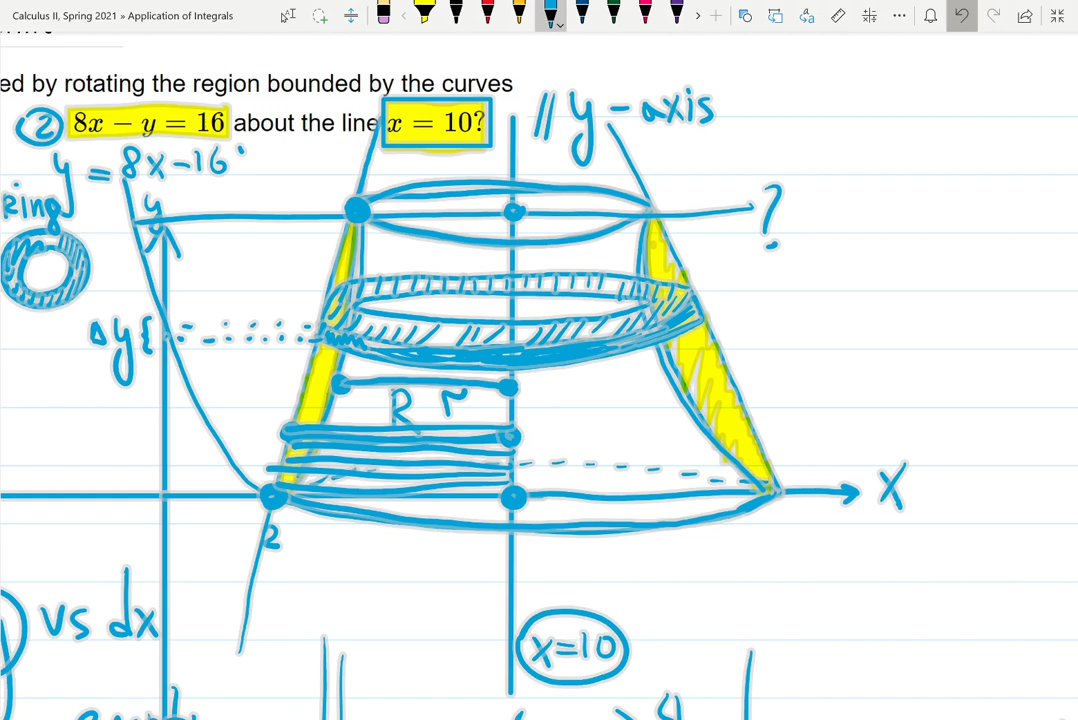 Calculus II, Spring 2021 » Application of Integrals
ed by rotating the region bounded by the curves
② 8x − y = 16 about the line x = 10? // y-axis
y = 8x-16
Ring
y
?
Δy{
R r
X
2
vs dx
x=10